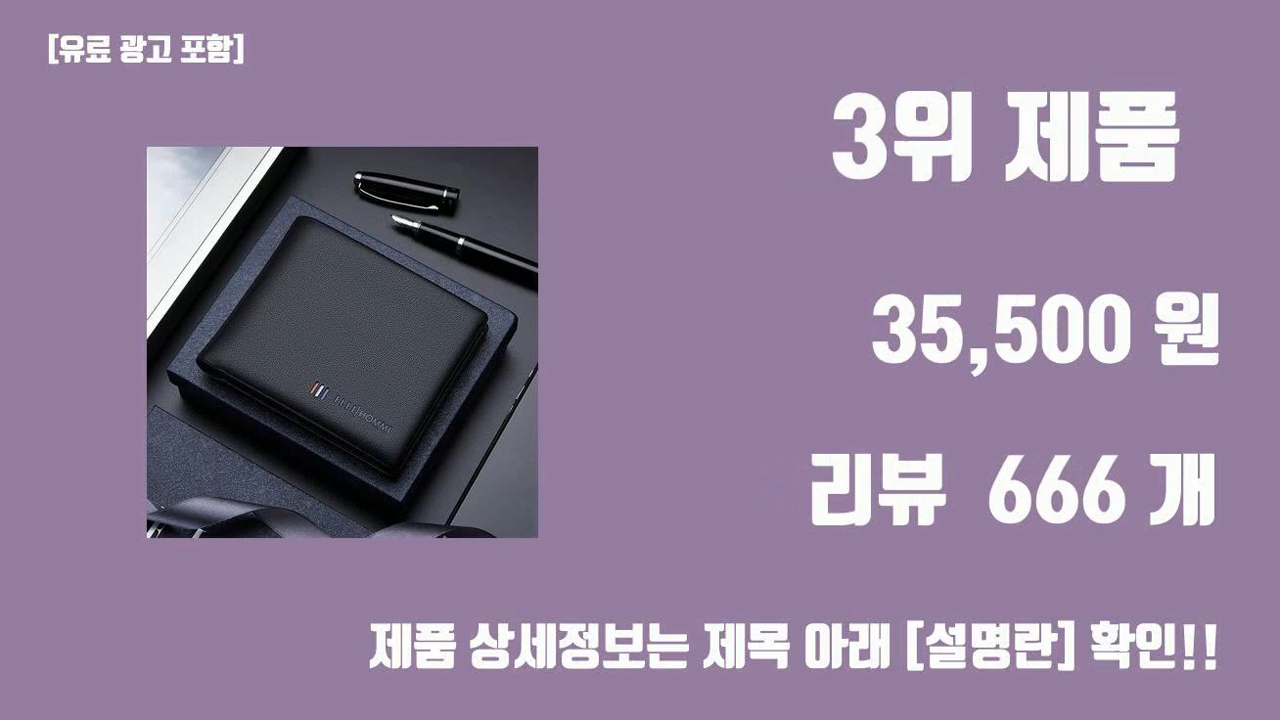 [유료 광고 포함]
3위 제품
35,500 원
리뷰 666 개
제품 상세정보는 제목 아래 [설명란] 확인!!